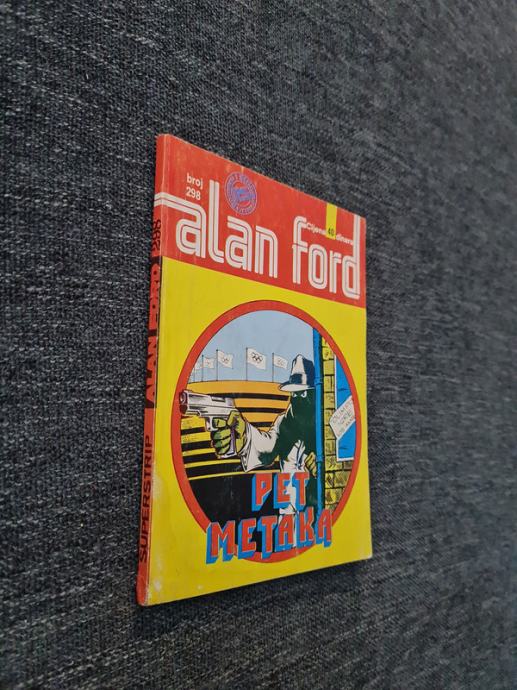 broj
298
Cijena 40 dinara
alan ford
PET
METAKA
SUPERSTRIP ALAN FORD 298